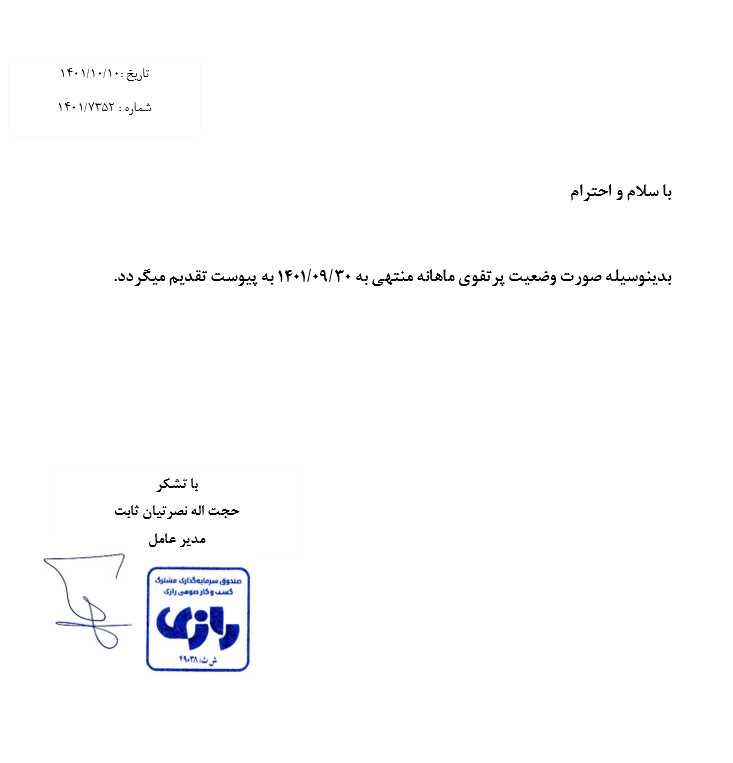 تاریخ :۱۴۰۱/۱۰/۱۰
شماره : ۱۴۰۱/۷۳۵۲
با سلام و احترام
بدینوسیله صورت وضعیت پرتفوی ماهانه منتهی به ۱۴۰۱/۰۹/۳۰ به پیوست تقدیم میگردد.
با تشکر
حجت اله نصرتیان ثابت
مدیر عامل
صندوق سرمایه‌گذاری مشترک
کسب و کار صومی رازی
رازی
ش ث: ۴۹۰۳۸